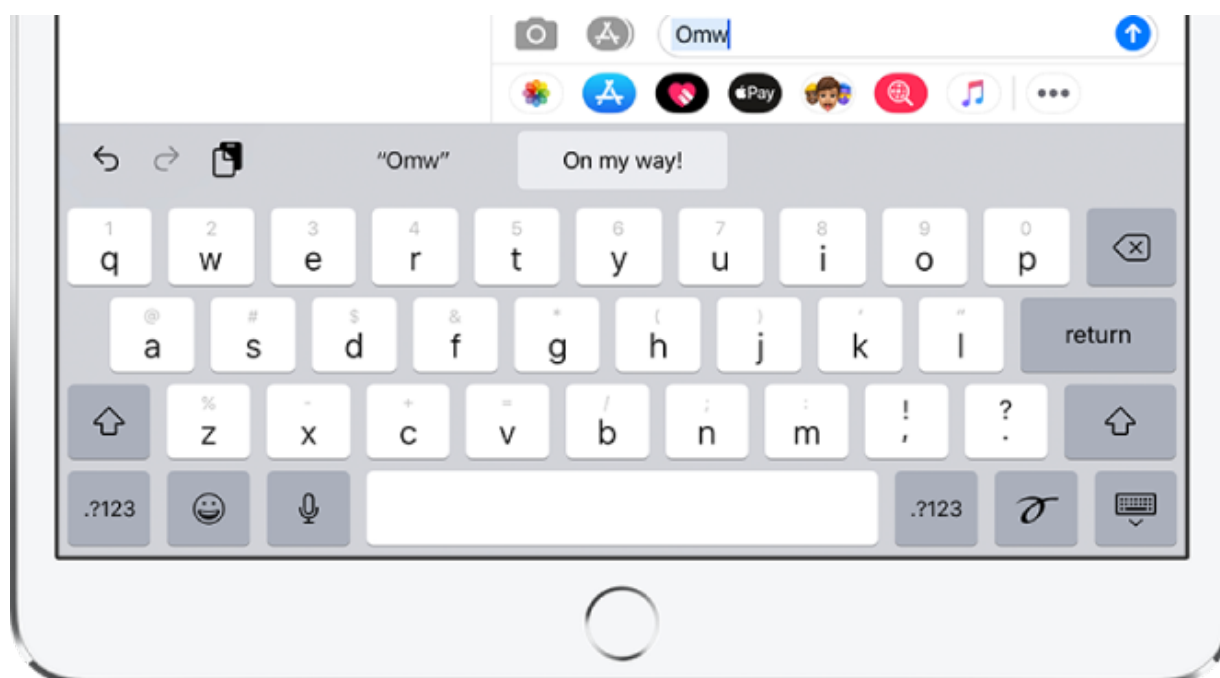 Omw
Pay
“Omw” On my way!
1 2 3 4 5 6 7 8 9 0
q w e r t y u i o p
@ # $ & * ( ) ' "
a s d f g h j k l return
% - + = / ; : ! ?
z x c v b n m , .
.?123 .?123